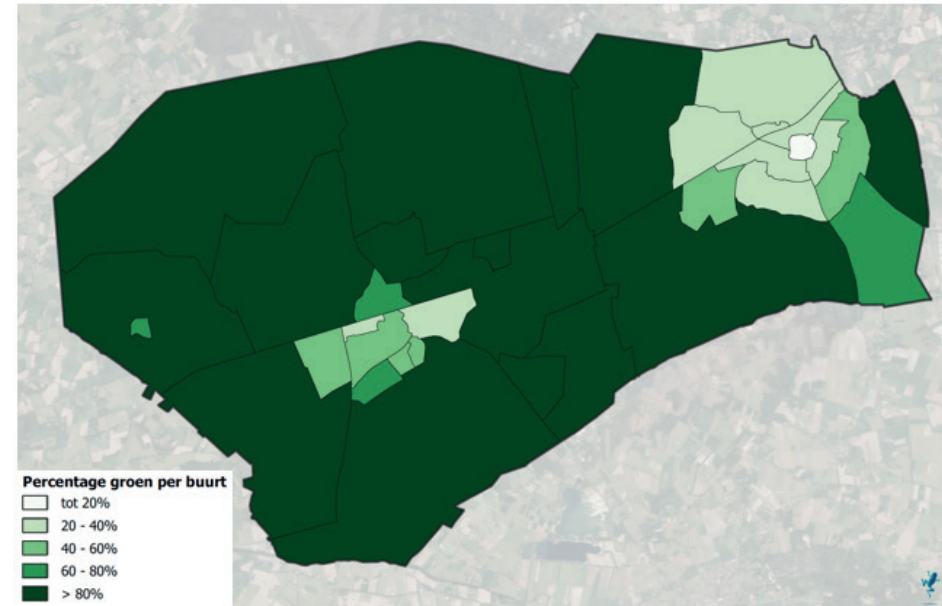 Percentage groen per buurt
tot 20%
20 - 40%
40 - 60%
60 - 80%
> 80%